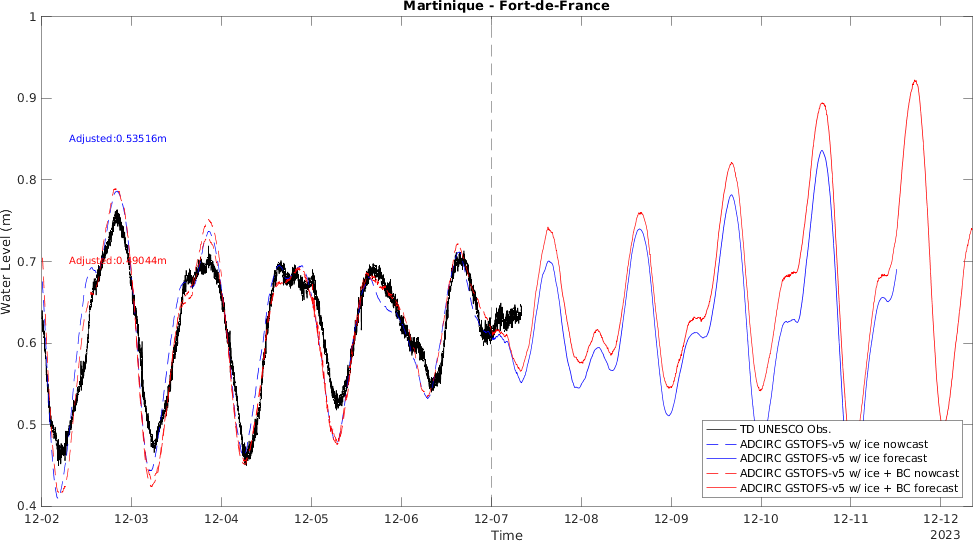 Martinique - Fort-de-France
1
0.9
0.8
0.7
0.6
0.5
0.4
Water Level (m)
Adjusted:0.53516m
Adjusted:0.49044m
TD UNESCO Obs.
ADCIRC GSTOFS-v5 w/ ice nowcast
ADCIRC GSTOFS-v5 w/ ice forecast
ADCIRC GSTOFS-v5 w/ ice + BC nowcast
ADCIRC GSTOFS-v5 w/ ice + BC forecast
12-02 12-03 12-04 12-05 12-06 12-07 12-08 12-09 12-10 12-11 12-12
2023
Time